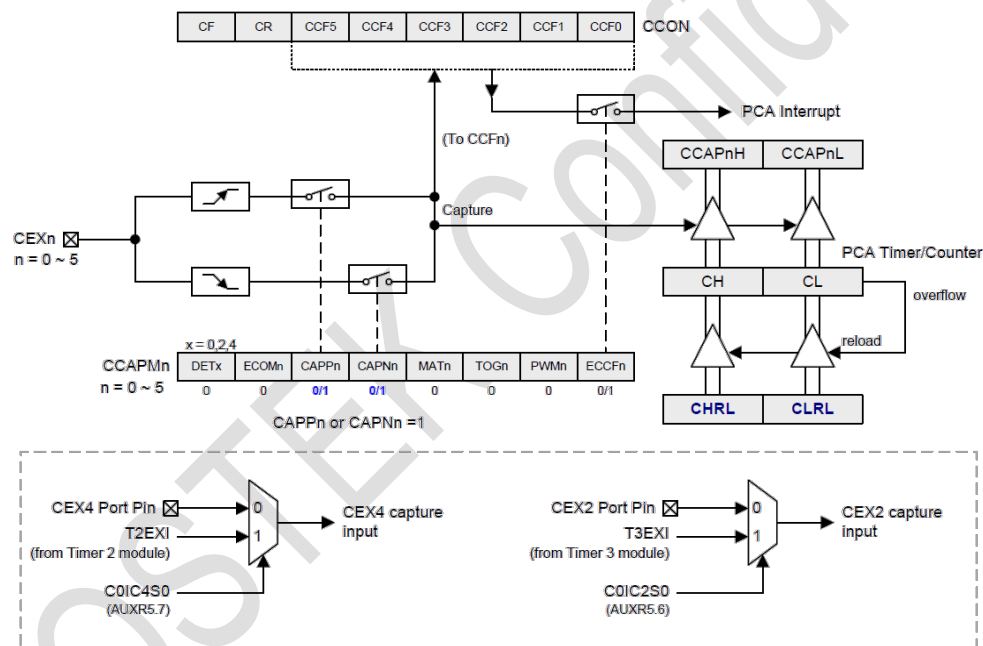 CF CR CCF5 CCF4 CCF3 CCF2 CCF1 CCF0 CCON
PCA Interrupt
(To CCFn)
CCAPnH CCAPnL
Capture
CEXn
n = 0 ~ 5
PCA Timer/Counter
CH CL
overflow
reload
x = 0,2,4
CCAPMn DETx ECOMn CAPPn CAPNn MATn TOGn PWMn ECCFn
n = 0 ~ 5 0 0 0/1 0/1 0 0 0 0/1
CHRL CLRL
CAPPn or CAPNn =1
CEX4 Port Pin 0 CEX4 capture
T2EXI 1 input
(from Timer 2 module)
C0IC4S0
(AUXR5.7)
CEX2 Port Pin 0 CEX2 capture
T3EXI 1 input
(from Timer 3 module)
C0IC2S0
(AUXR5.6)